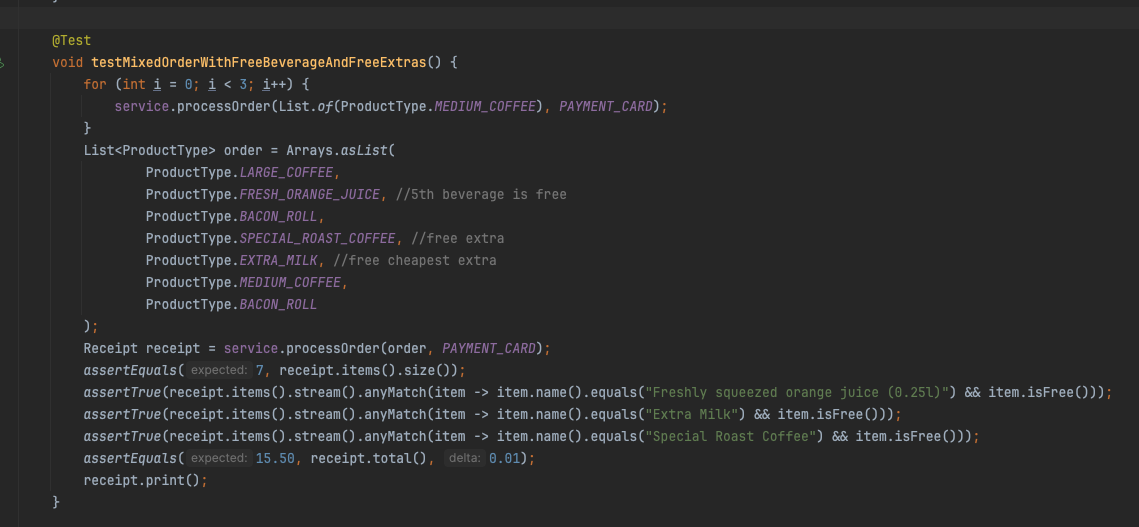 @Test
void testMixedOrderWithFreeBeverageAndFreeExtras() {
for (int i = 0; i < 3; i++) {
service.processOrder(List.of(ProductType.MEDIUM_COFFEE), PAYMENT_CARD);
}
List<ProductType> order = Arrays.asList(
ProductType.LARGE_COFFEE,
ProductType.FRESH_ORANGE_JUICE, //5th beverage is free
ProductType.BACON_ROLL,
ProductType.SPECIAL_ROAST_COFFEE, //free extra
ProductType.EXTRA_MILK, //free cheapest extra
ProductType.MEDIUM_COFFEE,
ProductType.BACON_ROLL
);
Receipt receipt = service.processOrder(order, PAYMENT_CARD);
assertEquals( expected: 7, receipt.items().size());
assertTrue(receipt.items().stream().anyMatch(item -> item.name().equals("Freshly squeezed orange juice (0.25l)") && item.isFree()));
assertTrue(receipt.items().stream().anyMatch(item -> item.name().equals("Extra Milk") && item.isFree()));
assertTrue(receipt.items().stream().anyMatch(item -> item.name().equals("Special Roast Coffee") && item.isFree()));
assertEquals( expected: 15.50, receipt.total(), delta: 0.01);
receipt.print();
}